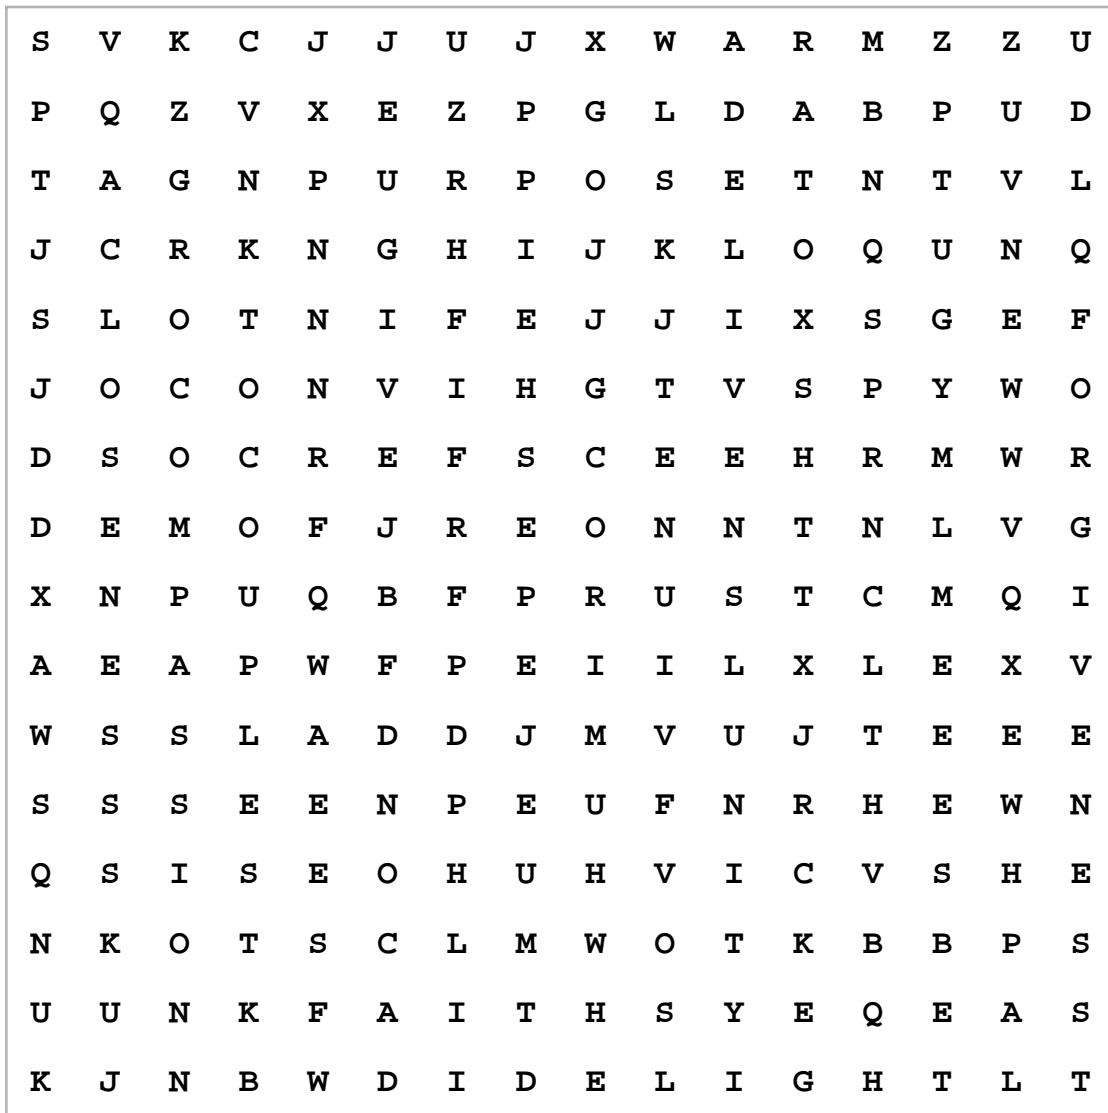 S V K C J J U J X W A R M Z Z U
P Q Z V X E Z P G L D A B P U D
T A G N P U R P O S E T N T V L
J C R K N G H I J K L O Q U N Q
S L O T N I F E J J I X S G E F
J O C O N V I H G T V S P Y W O
D S O C R E F S C E E H R M W R
D E M O F J R E O N N T N L V G
X N P U Q B F P R U S T C M Q I
A E A P W F P E I I L X L E X V
W S S L A D D J M V U J T E E E
S S S E E N P E U F N R H E W N
Q S I S E O H U H V I C V S H E
N K O T S C L M W O T K B B P S
U U N K F A I T H S Y E Q E A S
K J N B W D I D E L I G H T L T